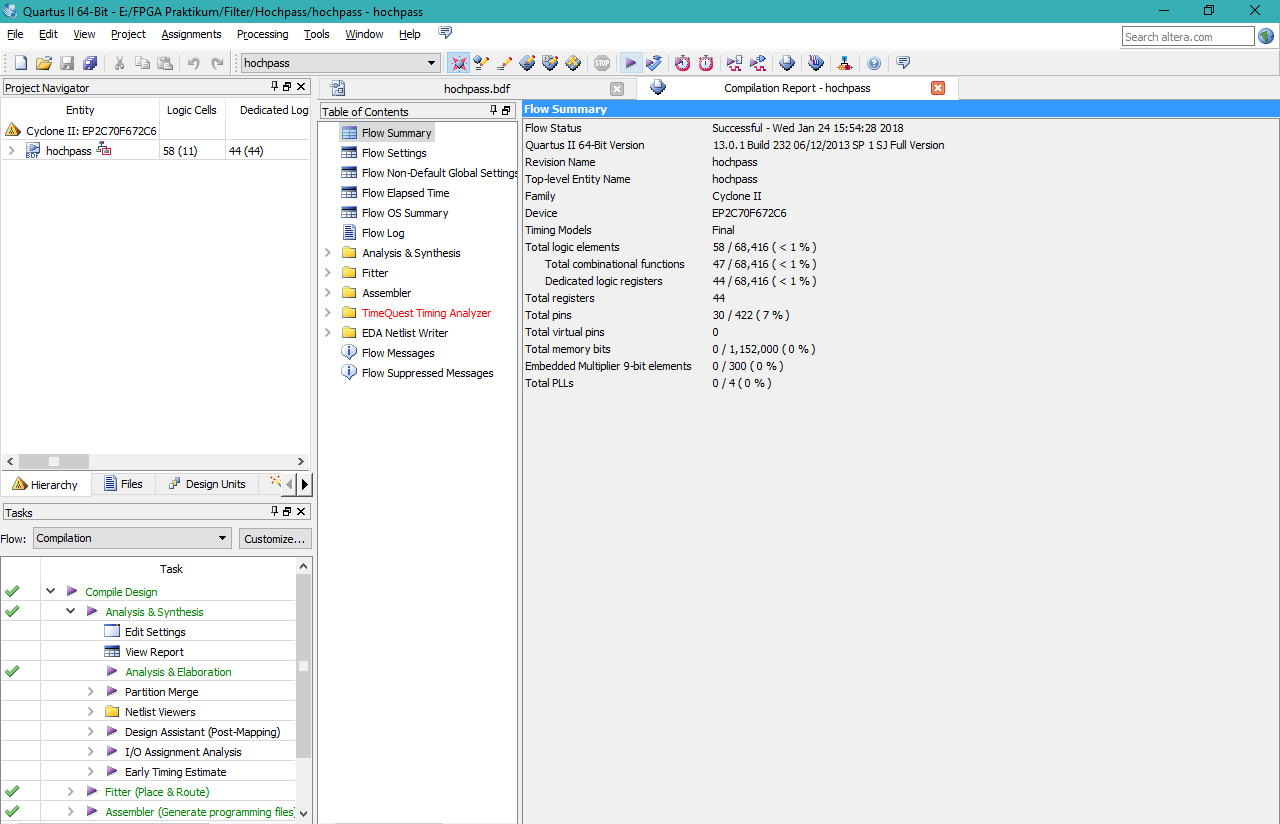 Quartus II 64-Bit - E:/FPGA Praktikum/Filter/Hochpass/hochpass - hochpass
File Edit View Project Assignments Processing Tools Window Help
Search altera.com
hochpass
STOP
Project Navigator
Entity Logic Cells Dedicated Log
Cyclone II: EP2C70F672C6
BDF hochpass 58 (11) 44 (44)
Hierarchy Files Design Units
Tasks
Flow: Compilation Customize...
Task
Compile Design
Analysis & Synthesis
Edit Settings
View Report
Analysis & Elaboration
Partition Merge
Netlist Viewers
Design Assistant (Post-Mapping)
I/O Assignment Analysis
Early Timing Estimate
Fitter (Place & Route)
Assembler (Generate programming files)
hochpass.bdf
Compilation Report - hochpass
Table of Contents
Flow Summary
Flow Settings
Flow Non-Default Global Settings
Flow Elapsed Time
Flow OS Summary
Flow Log
Analysis & Synthesis
Fitter
Assembler
TimeQuest Timing Analyzer
EDA Netlist Writer
Flow Messages
Flow Suppressed Messages
Flow Summary
Flow Status Successful - Wed Jan 24 15:54:28 2018
Quartus II 64-Bit Version 13.0.1 Build 232 06/12/2013 SP 1 SJ Full Version
Revision Name hochpass
Top-level Entity Name hochpass
Family Cyclone II
Device EP2C70F672C6
Timing Models Final
Total logic elements 58 / 68,416 ( < 1 % )
Total combinational functions 47 / 68,416 ( < 1 % )
Dedicated logic registers 44 / 68,416 ( < 1 % )
Total registers 44
Total pins 30 / 422 ( 7 % )
Total virtual pins 0
Total memory bits 0 / 1,152,000 ( 0 % )
Embedded Multiplier 9-bit elements 0 / 300 ( 0 % )
Total PLLs 0 / 4 ( 0 % )